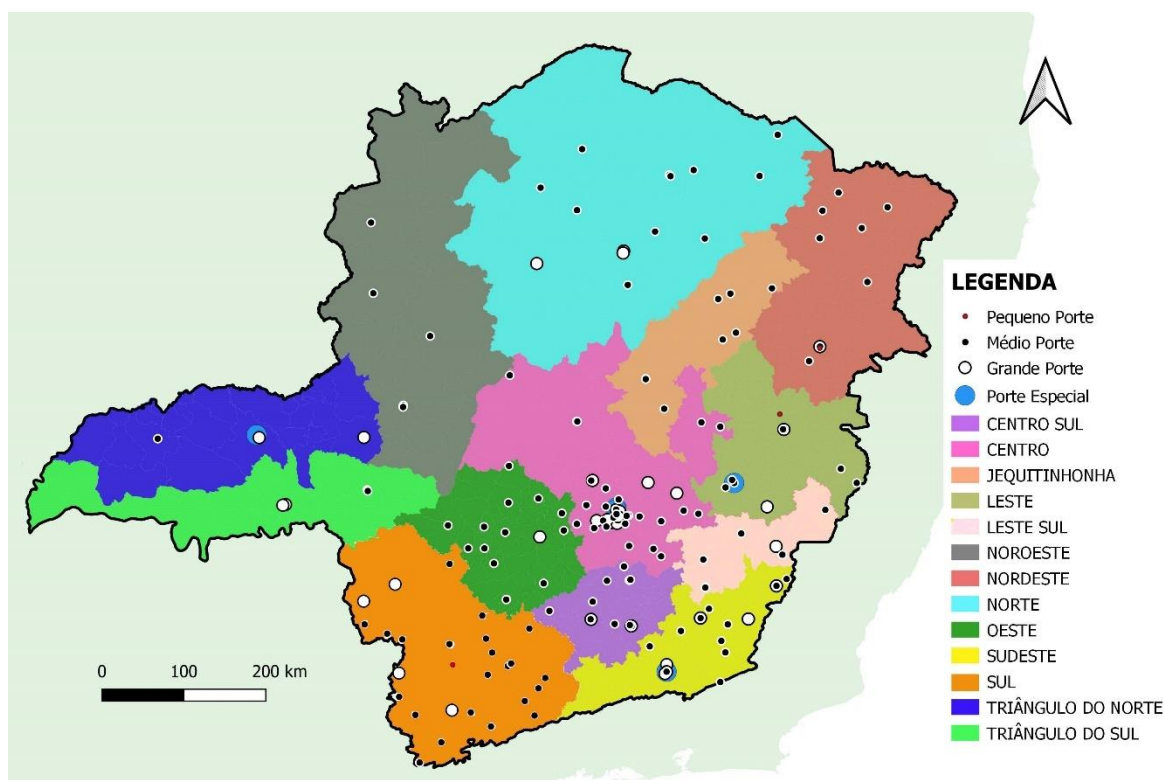 LEGENDA
Pequeno Porte
Médio Porte
Grande Porte
Porte Especial
CENTRO SUL
CENTRO
JEQUITINHONHA
LESTE
LESTE SUL
NOROESTE
NORDESTE
NORTE
OESTE
SUDESTE
SUL
TRIÂNGULO DO NORTE
TRIÂNGULO DO SUL
0 100 200 km